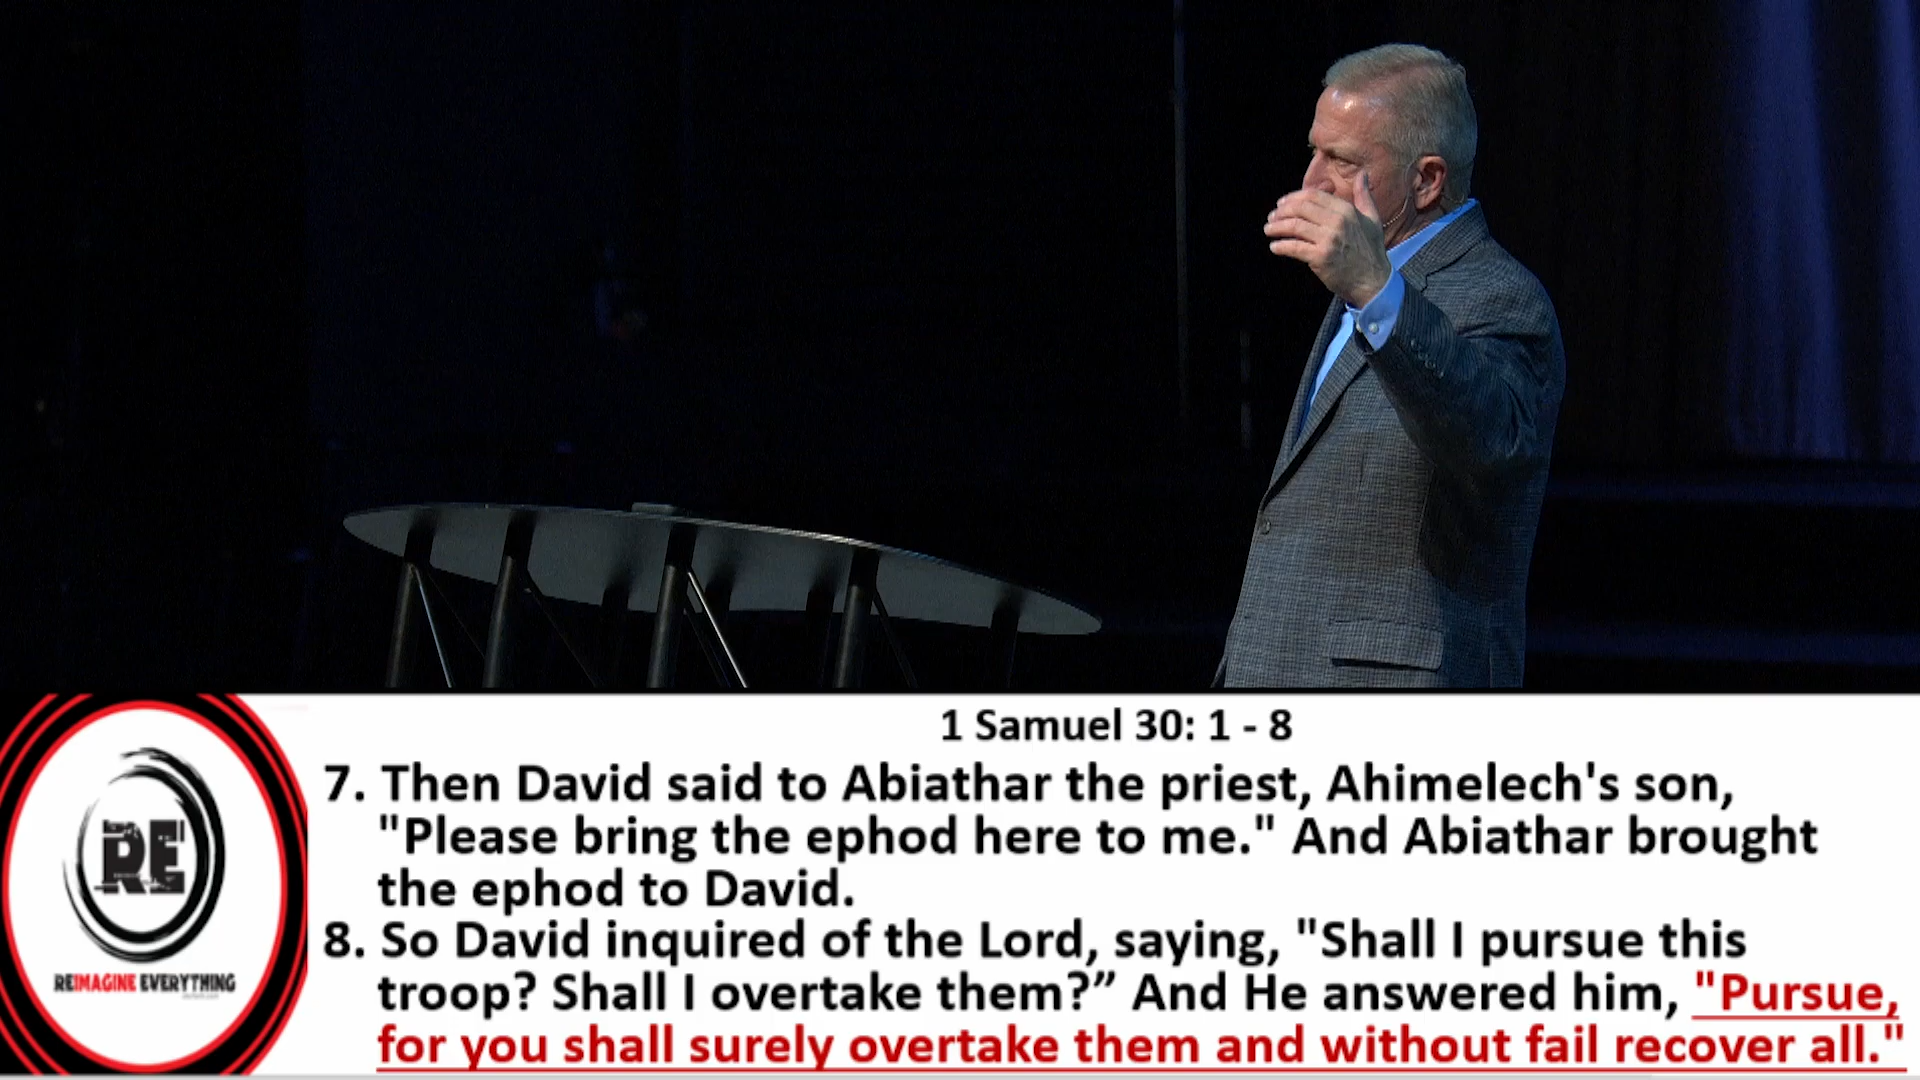 1 Samuel 30: 1 - 8
7. Then David said to Abiathar the priest, Ahimelech's son,
"Please bring the ephod here to me." And Abiathar brought
the ephod to David.
8. So David inquired of the Lord, saying, "Shall I pursue this
troop? Shall I overtake them?” And He answered him, "Pursue,
for you shall surely overtake them and without fail recover all."
RE
REIMAGINE EVERYTHING